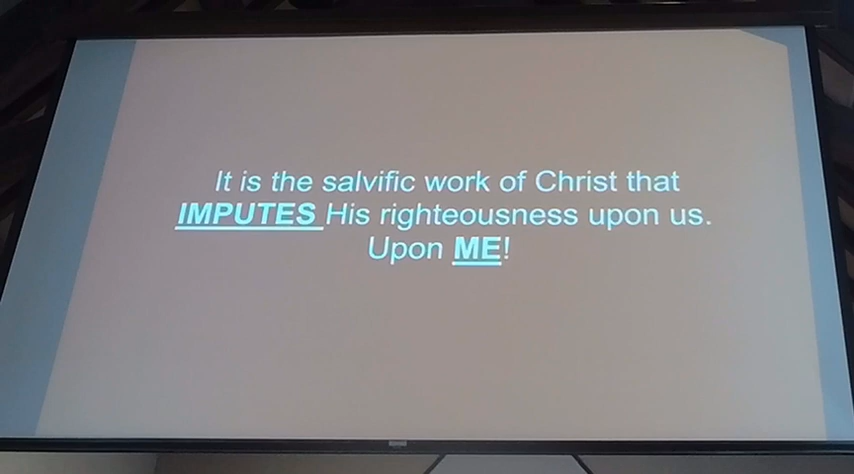 It is the salvific work of Christ that
IMPUTES His righteousness upon us.
Upon ME!